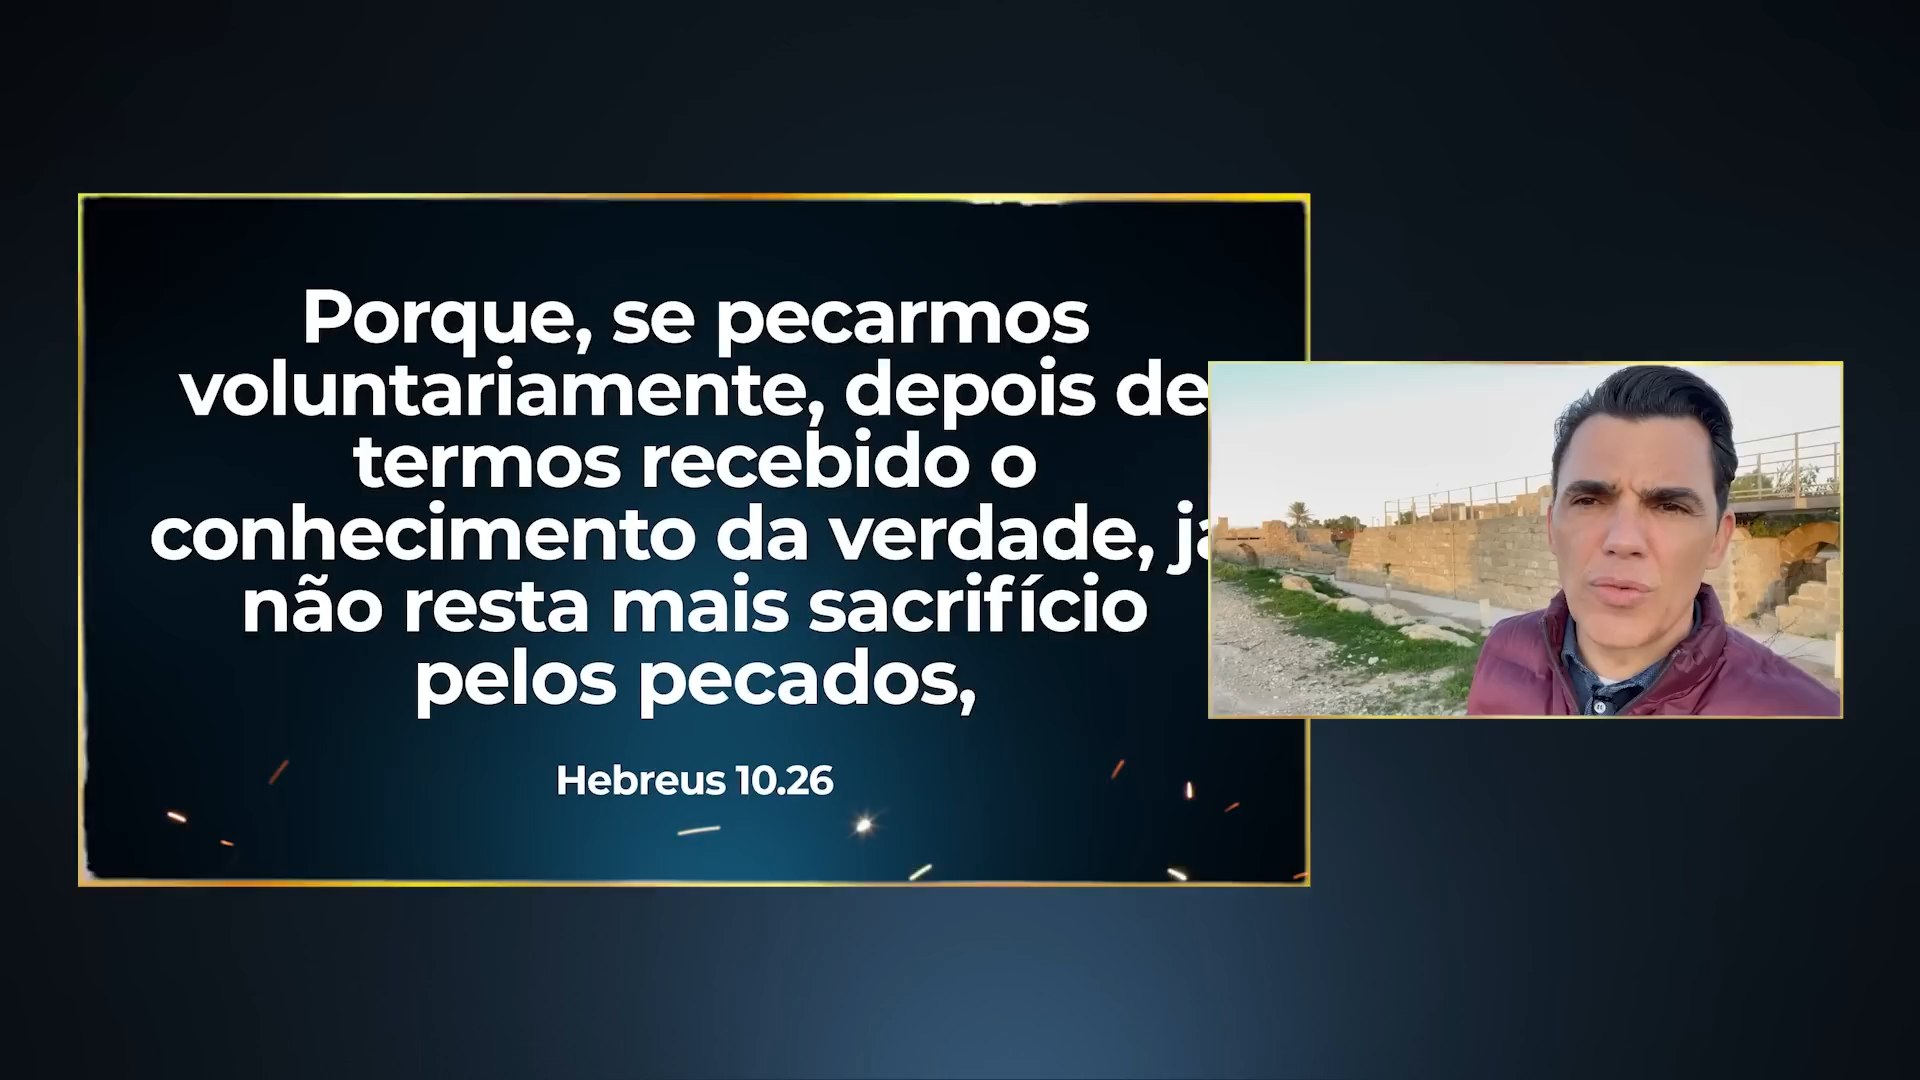 Porque, se pecarmos
voluntariamente, depois de
termos recebido o
conhecimento da verdade,
não resta mais sacrifício
pelos pecados,
Hebreus 10.26